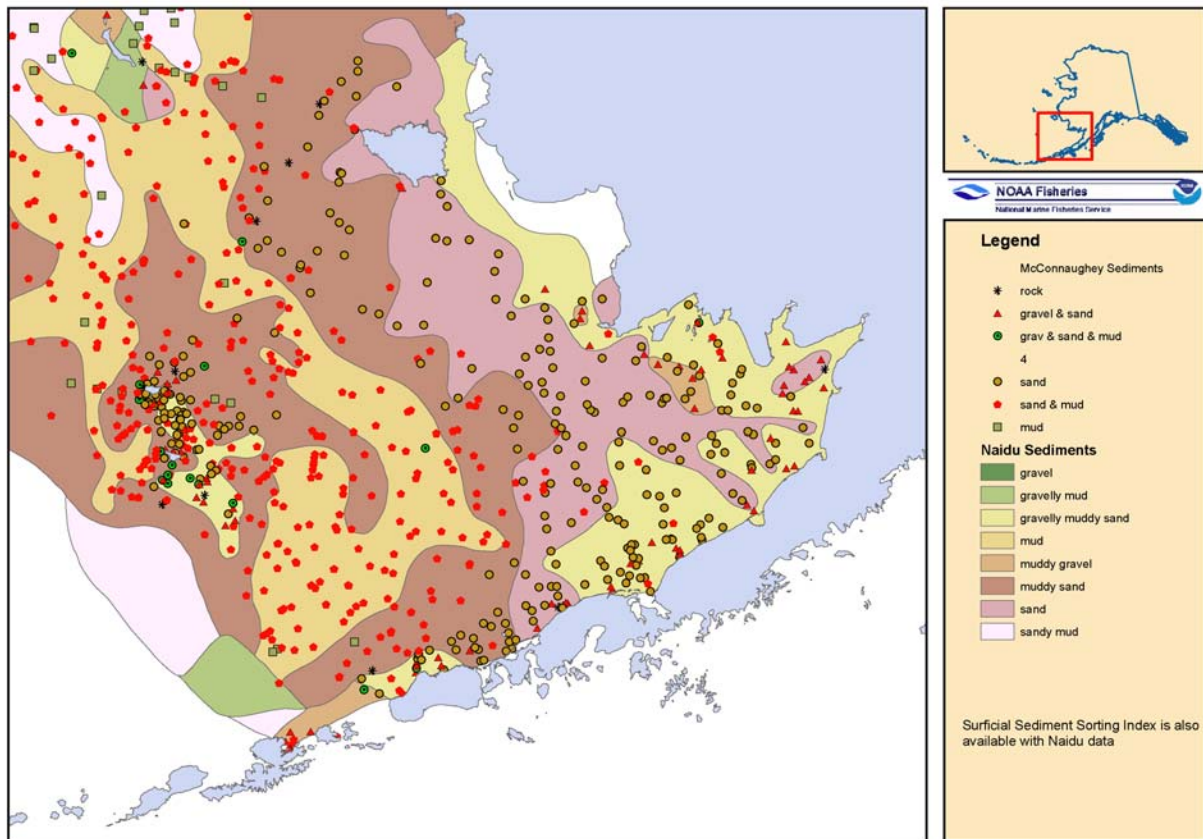 NOAA Fisheries
National Marine Fisheries Service
Legend
McConnaughey Sediments
rock
gravel & sand
grav & sand & mud
4
sand
sand & mud
mud
Naidu Sediments
gravel
gravelly mud
gravelly muddy sand
mud
muddy gravel
muddy sand
sand
sandy mud
Surficial Sediment Sorting Index is also
available with Naidu data